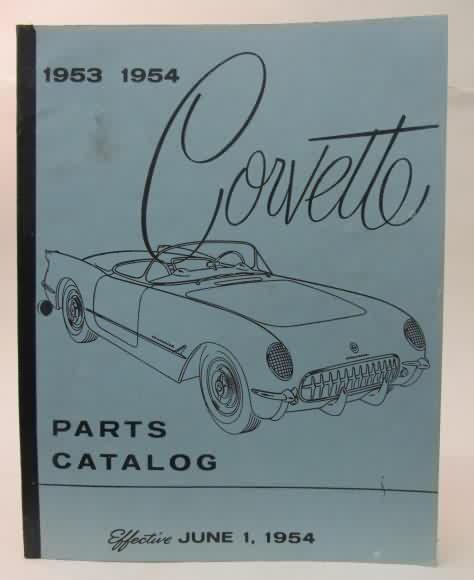 1953 1954
Corvette
PARTS
CATALOG
Effective JUNE 1, 1954